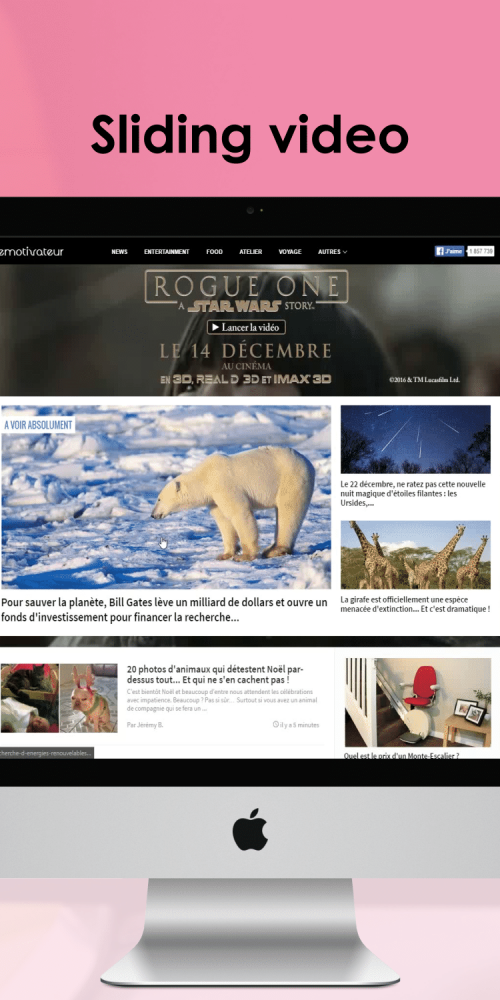 Sliding video
emotivateur
NEWS ENTERTAINMENT FOOD ATELIER VOYAGE AUTRES
J'aime 1 857 738
ROGUE ONE
A STAR WARS STORY
Lancer la vidéo
LE 14 DÉCEMBRE
AU CINÉMA
EN 3D, REAL D 3D ET IMAX 3D
©2016 & TM Lucasfilm Ltd.
A VOIR ABSOLUMENT
Pour sauver la planète, Bill Gates lève un milliard de dollars et ouvre un
fonds d'investissement pour financer la recherche...
Le 22 décembre, ne ratez pas cette nouvelle
nuit magique d'étoiles filantes : les
Ursides,...
La girafe est officiellement une espèce
menacée d'extinction... Et c'est dramatique !
20 photos d'animaux qui détestent Noël par-
dessus tout... Et qui ne s'en cachent pas !
C'est bientôt Noël et beaucoup d'entre nous attendent les célébrations
avec impatience. Beaucoup ? Pas si sûr... Surtout si vous avez un animal
de compagnie qui se fera un ...
Par Jérémy B.
il y a 8 minutes
Quel est le prix d'un Monte-Escalier ?
cherche-d-energies-renouvelables...